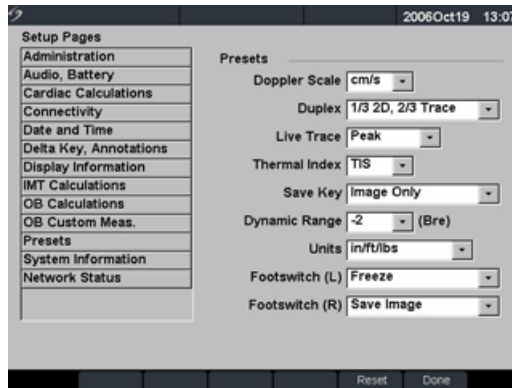 2006Oct19 13:07
Setup Pages
Administration
Audio, Battery
Cardiac Calculations
Connectivity
Date and Time
Delta Key, Annotations
Display Information
IMT Calculations
OB Calculations
OB Custom Meas.
Presets
System Information
Network Status
Presets
Doppler Scale cm/s
Duplex 1/3 2D, 2/3 Trace
Live Trace Peak
Thermal Index TIS
Save Key Image Only
Dynamic Range -2 (Bre)
Units in/ft/lbs
Footswitch (L) Freeze
Footswitch (R) Save Image
Reset Done